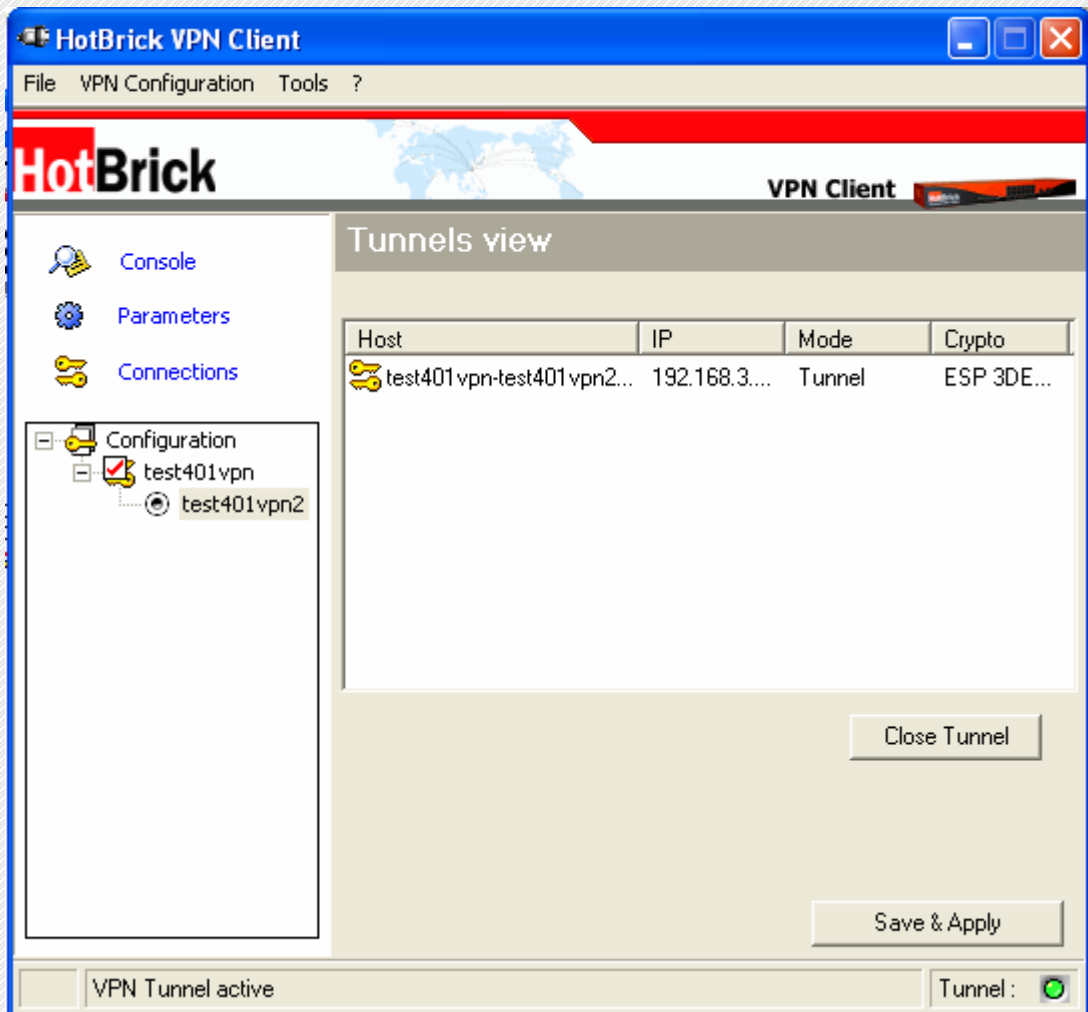 HotBrick VPN Client
File VPN Configuration Tools ?
HotBrick
VPN Client
Console
Parameters
Connections
Configuration
test401vpn
test401vpn2
Tunnels view
Host IP Mode Crypto
test401vpn-test401vpn2... 192.168.3.... Tunnel ESP 3DE...
Close Tunnel
Save & Apply
VPN Tunnel active
Tunnel :